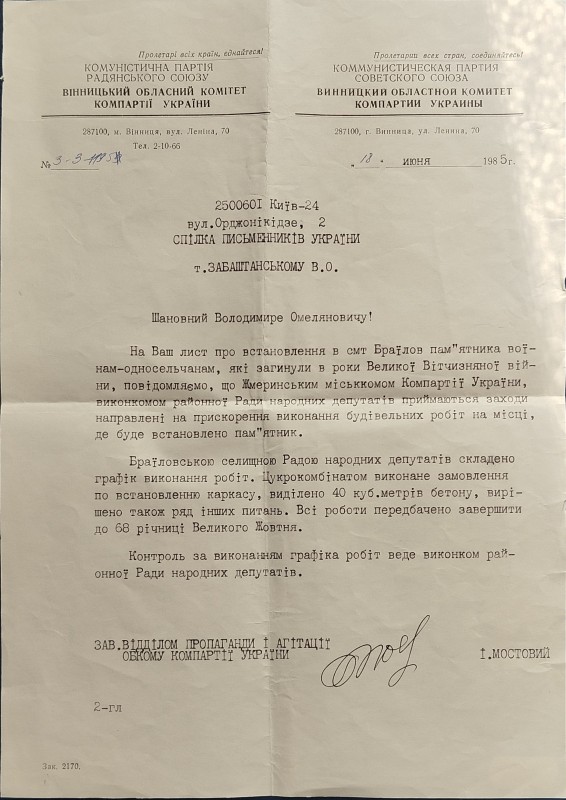 Пролетарі всіх країн, єднайтеся!
КОМУНІСТИЧНА ПАРТІЯ
РАДЯНСЬКОГО СОЮЗУ
ВІННИЦЬКИЙ ОБЛАСНИЙ КОМІТЕТ
КОМПАРТІЇ УКРАЇНИ
287100, м. Вінниця, вул. Леніна, 70
Тел. 2-10-66
№ 3-3-
Пролетарии всех стран, соединяйтесь!
КОММУНИСТИЧЕСКАЯ ПАРТИЯ
СОВЕТСКОГО СОЮЗА
ВИННИЦКИЙ ОБЛАСТНОЙ КОМИТЕТ
КОМПАРТИИ УКРАИНЫ
287100, г. Винница, ул. Ленина, 70
„ 18 . июня 1985 г.
2500601 Київ-24
вул.Орджонікідзе, 2
СПІЛКА ПИСЬМЕННИКІВ УКРАЇНИ
т.ЗАБАШТАНСЬКОМУ В.О.
Шановний Володимире Омеляновичу!
На Ваш лист про встановлення в смт Браїлов пам"ятника вої-
нам-односельчанам, які загинули в роки Великої Вітчизняної вій-
ни, повідомляємо, що Жмеринським міськкомом Компартії України,
виконкомом районної Ради народних депутатів приймаються заходи
направлені на прискорення виконання будівельних робіт на місці,
де буде встановлено пам"ятник.
Браїловською селищною Радою народних депутатів складено
графік виконання робіт. Цукрокомбінатом виконане замовлення
по встановленню каркасу, виділено 40 куб.метрів бетону, вирі-
шено також ряд інших питань. Всі роботи передбачено завершити
до 68 річниці Великого Жовтня.
Контроль за виконанням графіка робіт веде виконком рай-
онної Ради народних депутатів.
ЗАВ.ВІДДІЛОМ ПРОПАГАНДИ І АГІТАЦІЇ
ОБКОМУ КОМПАРТІЇ УКРАЇНИ
І.МОСТОВИЙ
2-гл
Зак. 2170.